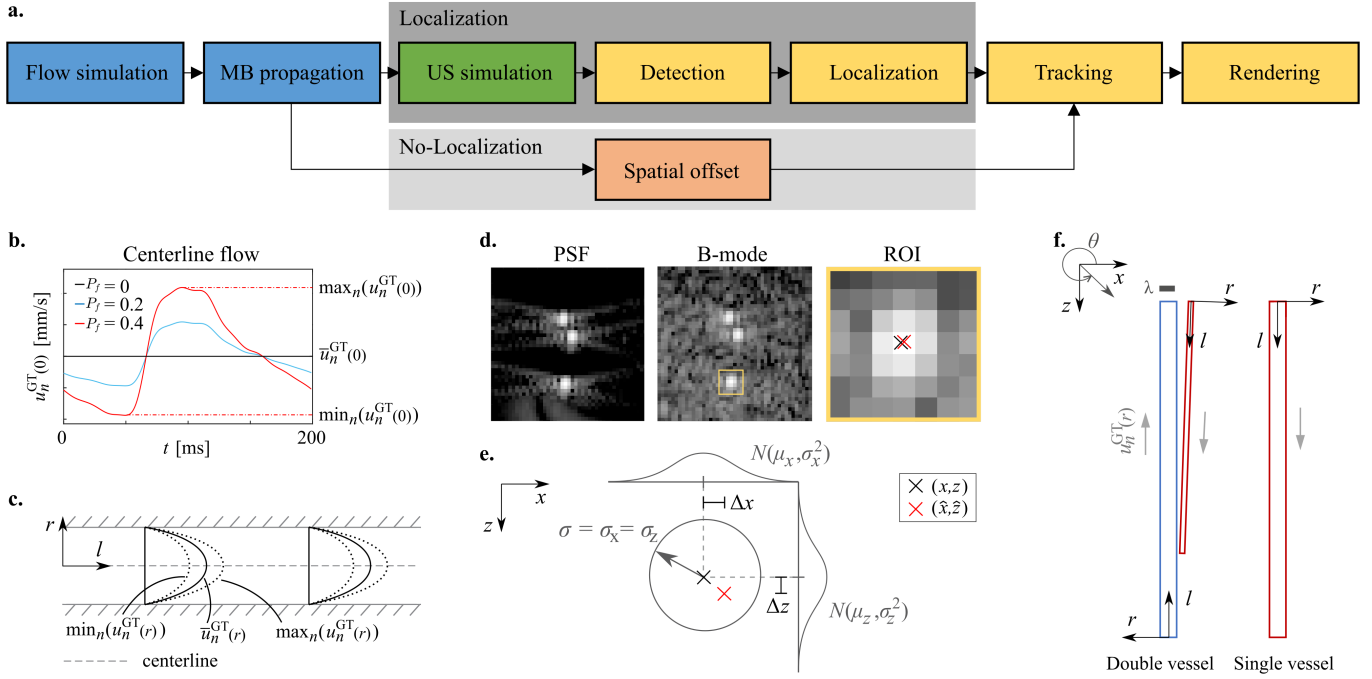 a.
Localization
Flow simulation
MB propagation
US simulation
Detection
Localization
Tracking
Rendering
No-Localization
Spatial offset
b.
Centerline flow
u_n^GT(0) [mm/s]
P_f = 0
P_f = 0.2
P_f = 0.4
max_n(u_n^GT(0))
ū_n^GT(0)
min_n(u_n^GT(0))
0
200
t [ms]
c.
r
l
min_n(u_n^GT(r))
ū_n^GT(r)
max_n(u_n^GT(r))
centerline
d.
PSF
B-mode
ROI
e.
x
z
N(μ_x,σ_x^2)
Δx
σ = σ_x = σ_z
Δz
N(μ_z,σ_z^2)
(x,z)
(x̂,ẑ)
f.
θ
x
z
λ
r
l
r
l
u_n^GT(r)
l
r
Double vessel
Single vessel